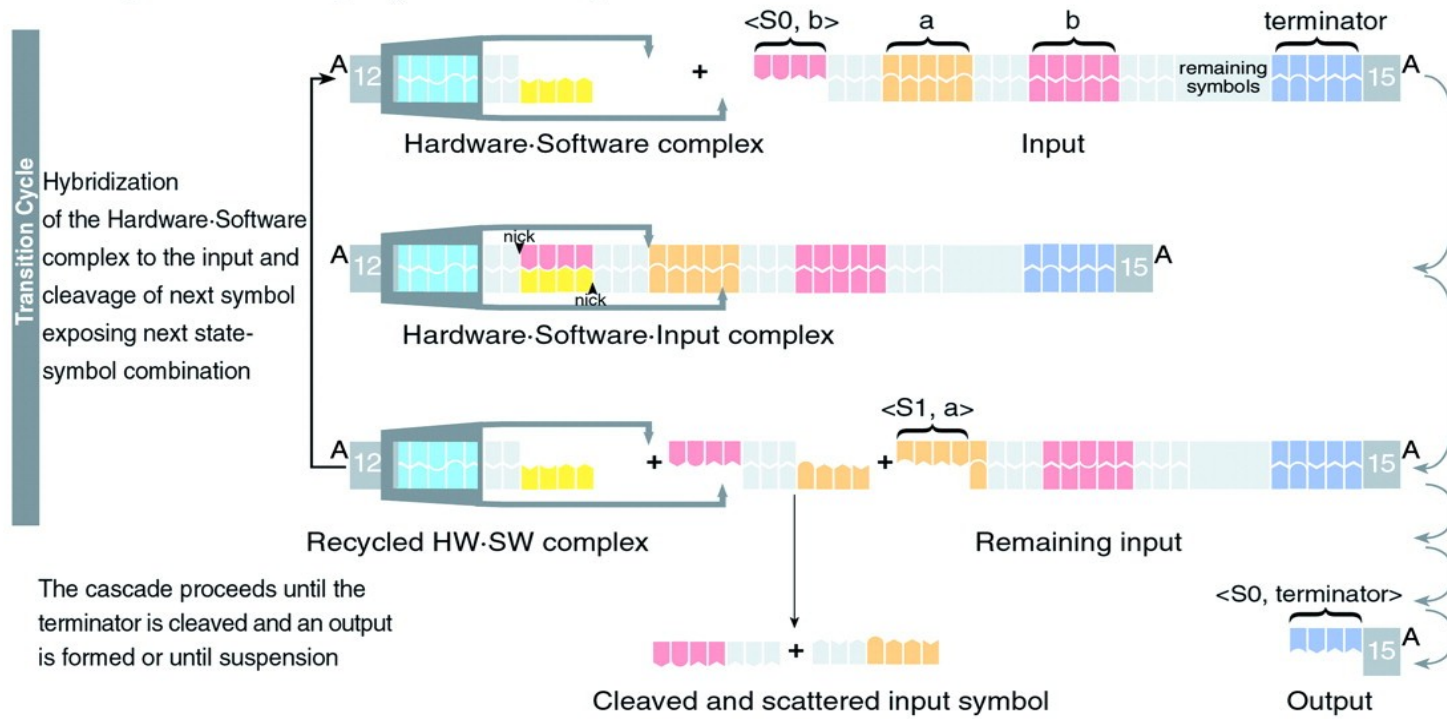 <S0, b>
a
b
terminator
A
12
+
remaining
symbols
15
A
Hardware·Software complex
Input
Transition Cycle
Hybridization
of the Hardware·Software
complex to the input and
cleavage of next symbol
exposing next state-
symbol combination
A
12
nick
nick
15
A
Hardware·Software·Input complex
<S1, a>
A
12
+
+
15
A
Recycled HW·SW complex
Remaining input
The cascade proceeds until the
terminator is cleaved and an output
is formed or until suspension
<S0, terminator>
+
15
A
Cleaved and scattered input symbol
Output